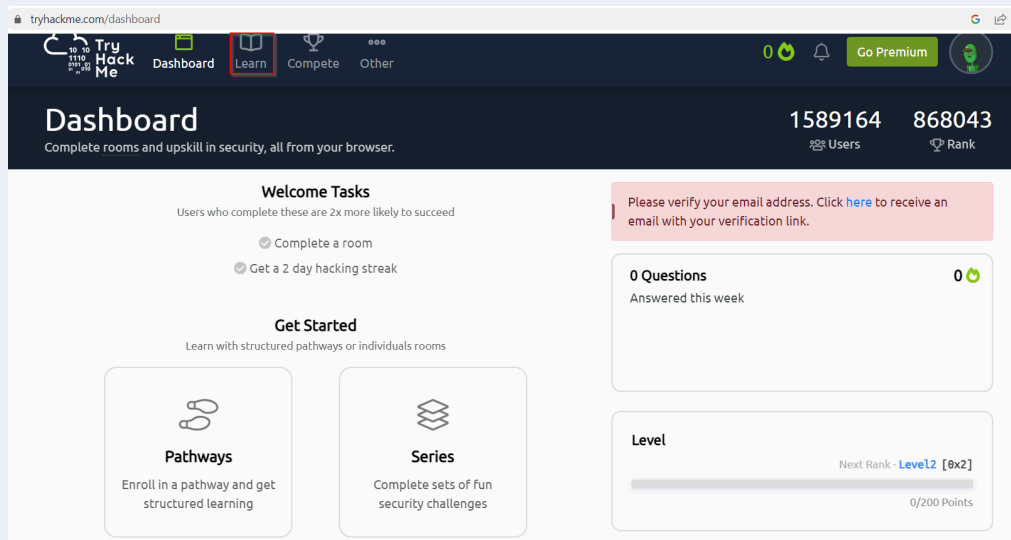 tryhackme.com/dashboard
Try
Hack
Me
10 10
1110
0101 01
Dashboard
Learn
Compete
Other
0
Go Premium
Dashboard
Complete rooms and upskill in security, all from your browser.
1589164
Users
868043
Rank
Welcome Tasks
Users who complete these are 2x more likely to succeed
Complete a room
Get a 2 day hacking streak
Get Started
Learn with structured pathways or individuals rooms
Pathways
Enroll in a pathway and get
structured learning
Series
Complete sets of fun
security challenges
Please verify your email address. Click here to receive an
email with your verification link.
0 Questions
0
Answered this week
Level
Next Rank - Level2 [0x2]
0/200 Points